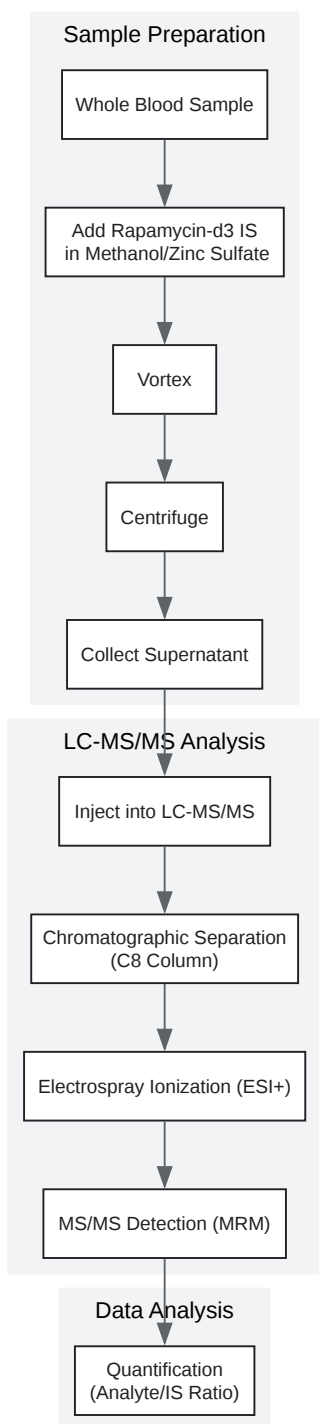 Sample Preparation
Whole Blood Sample
Add Rapamycin-d3 IS
in Methanol/Zinc Sulfate
Vortex
Centrifuge
Collect Supernatant
LC-MS/MS Analysis
Inject into LC-MS/MS
Chromatographic Separation
(C8 Column)
Electrospray Ionization (ESI+)
MS/MS Detection (MRM)
Data Analysis
Quantification
(Analyte/IS Ratio)